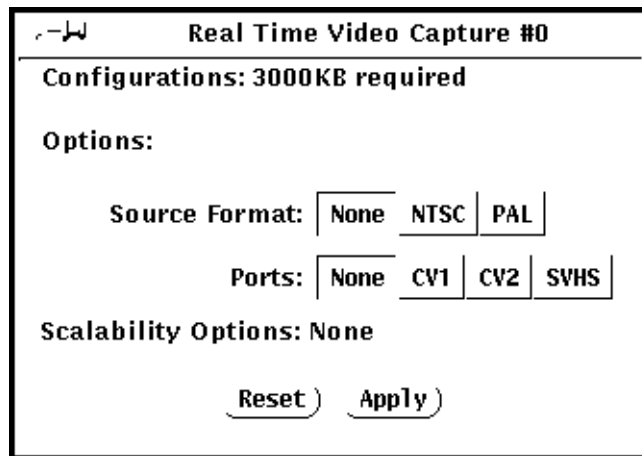 Real Time Video Capture #0
Configurations: 3000KB required
Options:
Source Format: None NTSC PAL
Ports: None CV1 CV2 SVHS
Scalability Options: None
Reset Apply